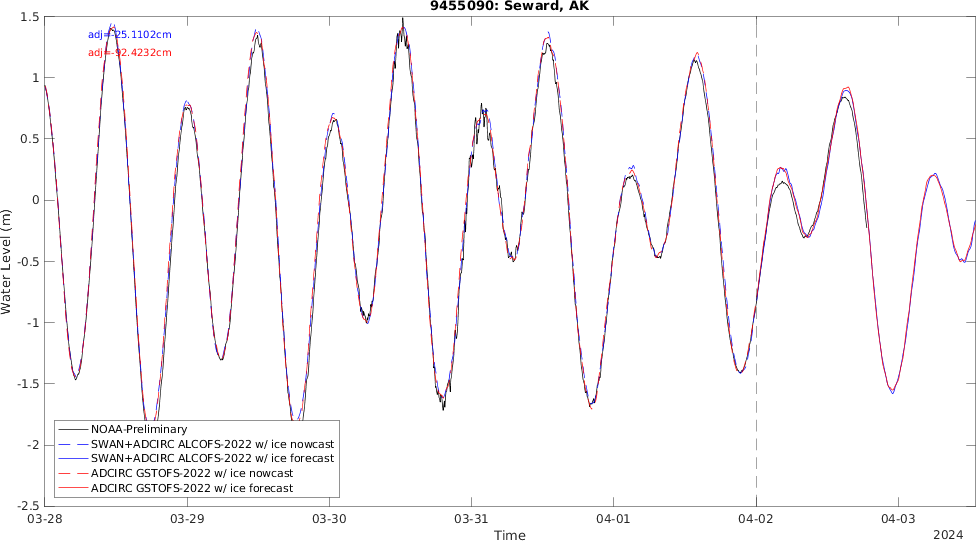 9455090: Seward, AK
adj=-25.1102cm
adj=-92.4232cm
1.5
1
0.5
0
-0.5
-1
-1.5
-2
-2.5
Water Level (m)
NOAA-Preliminary
SWAN+ADCIRC ALCOFS-2022 w/ ice nowcast
SWAN+ADCIRC ALCOFS-2022 w/ ice forecast
ADCIRC GSTOFS-2022 w/ ice nowcast
ADCIRC GSTOFS-2022 w/ ice forecast
03-28 03-29 03-30 03-31 04-01 04-02 04-03
Time
2024